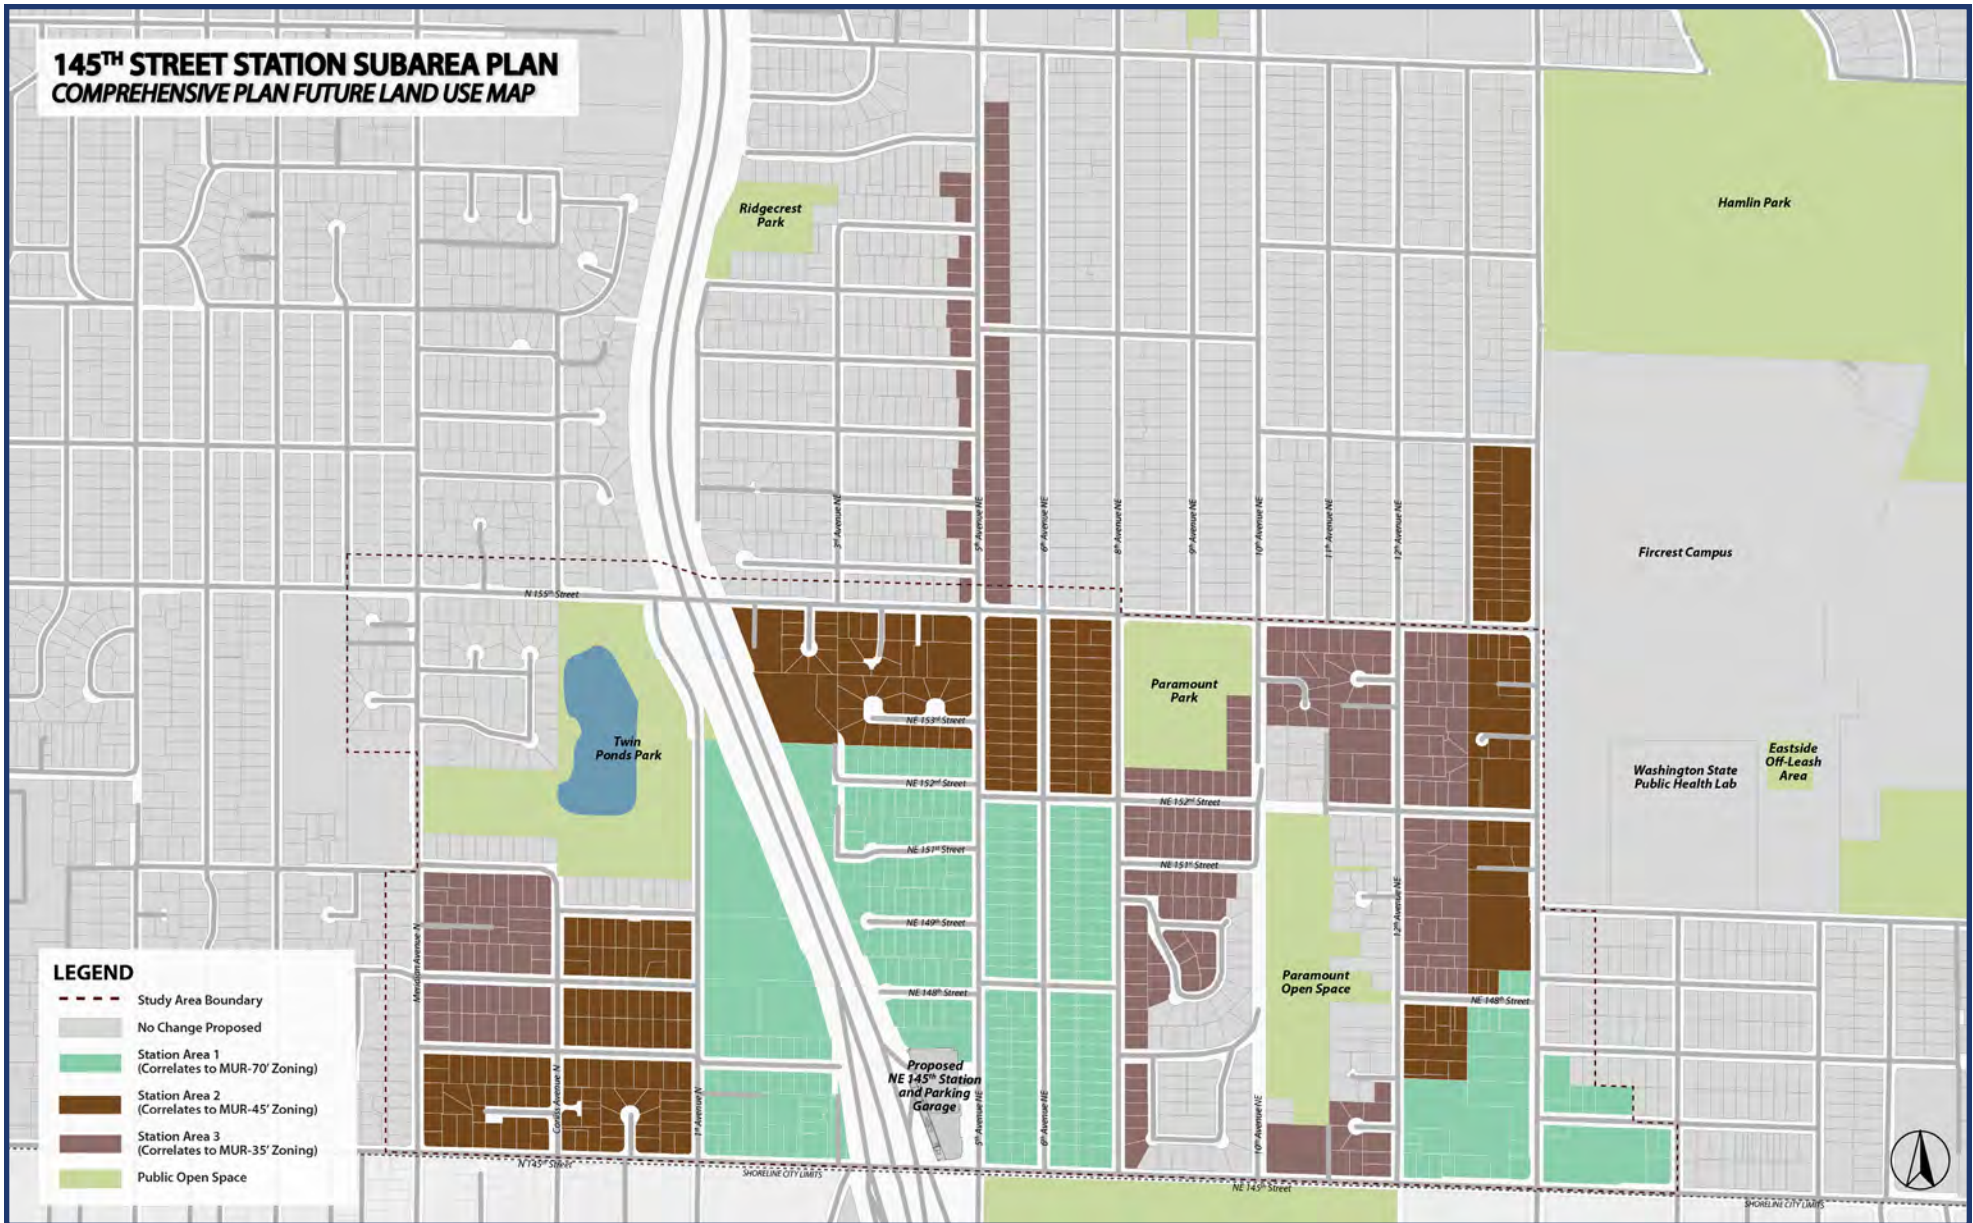 145TH STREET STATION SUBAREA PLAN
COMPREHENSIVE PLAN FUTURE LAND USE MAP
Ridgecrest
Park
Hamlin Park
3rd Avenue NE
5th Avenue NE
6th Avenue NE
8th Avenue NE
9th Avenue NE
10th Avenue NE
11th Avenue NE
12th Avenue NE
Fircrest Campus
N 155th Street
Paramount
Park
Twin
Ponds Park
NE 153rd Street
NE 152nd Street
NE 152nd Street
Washington State
Public Health Lab
Eastside
Off-Leash
Area
NE 151st Street
NE 151st Street
NE 149th Street
12th Avenue NE
Meridian Avenue N
Paramount
Open Space
NE 148th Street
NE 148th Street
LEGEND
Study Area Boundary
No Change Proposed
Station Area 1
(Correlates to MUR-70' Zoning)
Station Area 2
(Correlates to MUR-45' Zoning)
Station Area 3
(Correlates to MUR-35' Zoning)
Public Open Space
Proposed
NE 145th Station
and Parking
Garage
Corliss Avenue N
1st Avenue N
5th Avenue NE
6th Avenue NE
10th Avenue NE
N 145th Street
SHORELINE CITY LIMITS
NE 145th Street
SHORELINE CITY LIMITS